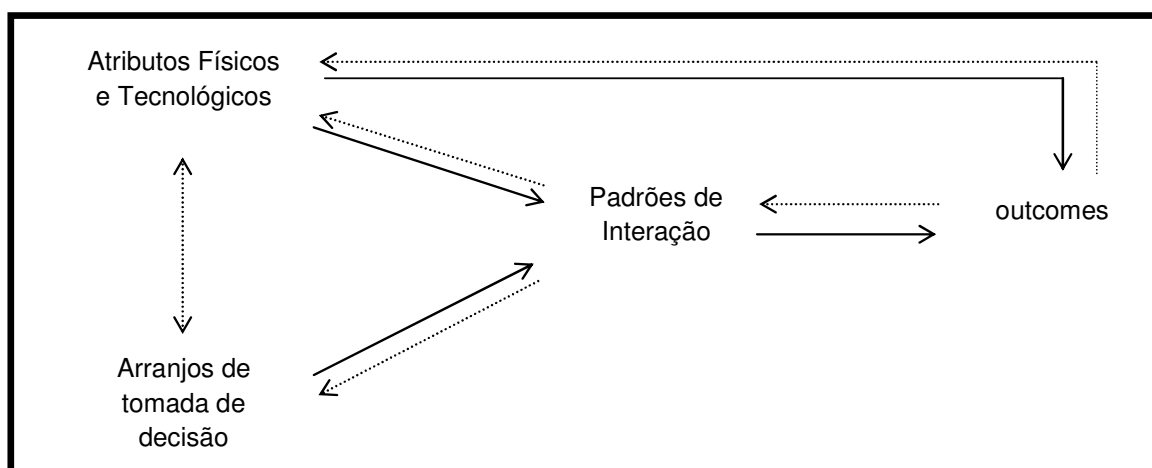 Atributos Físicos
e Tecnológicos
Padrões de
Interação
outcomes
Arranjos de
tomada de
decisão